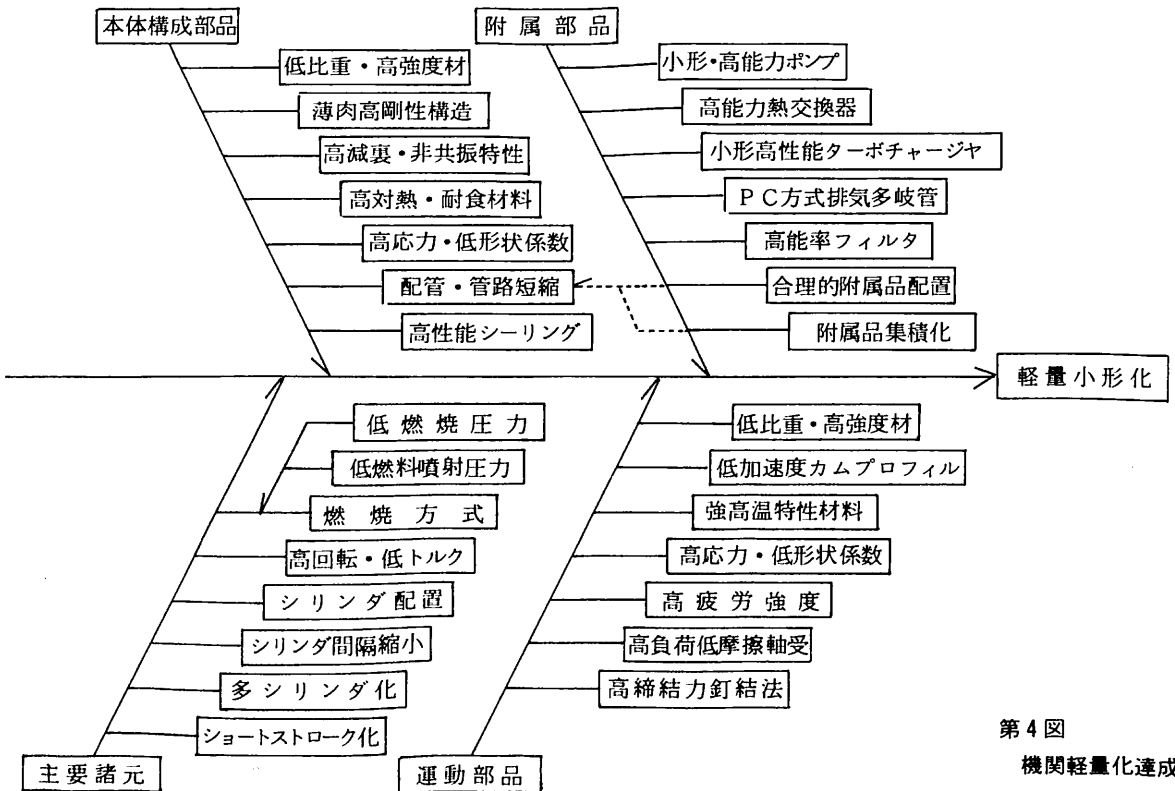 本体構成部品
低比重・高強度材
薄肉高剛性構造
高減裏・非共振特性
高対熱・耐食材料
高応力・低形状係数
配管・管路短縮
高性能シーリング
附属部品
小形・高能力ポンプ
高能力熱交換器
小形高性能ターボチャージヤ
PC方式排気多岐管
高能率フィルタ
合理的附属品配置
附属品集積化
軽量小形化
低燃焼圧力
低燃料噴射圧力
燃焼方式
高回転・低トルク
シリンダ配置
シリンダ間隔縮小
多シリンダ化
ショートストローク化
主要諸元
低比重・高強度材
低加速度カムプロフィル
強高温特性材料
高応力・低形状係数
高疲労強度
高負荷低摩擦軸受
高締結力釘結法
運動部品
第4図
機関軽量化達成